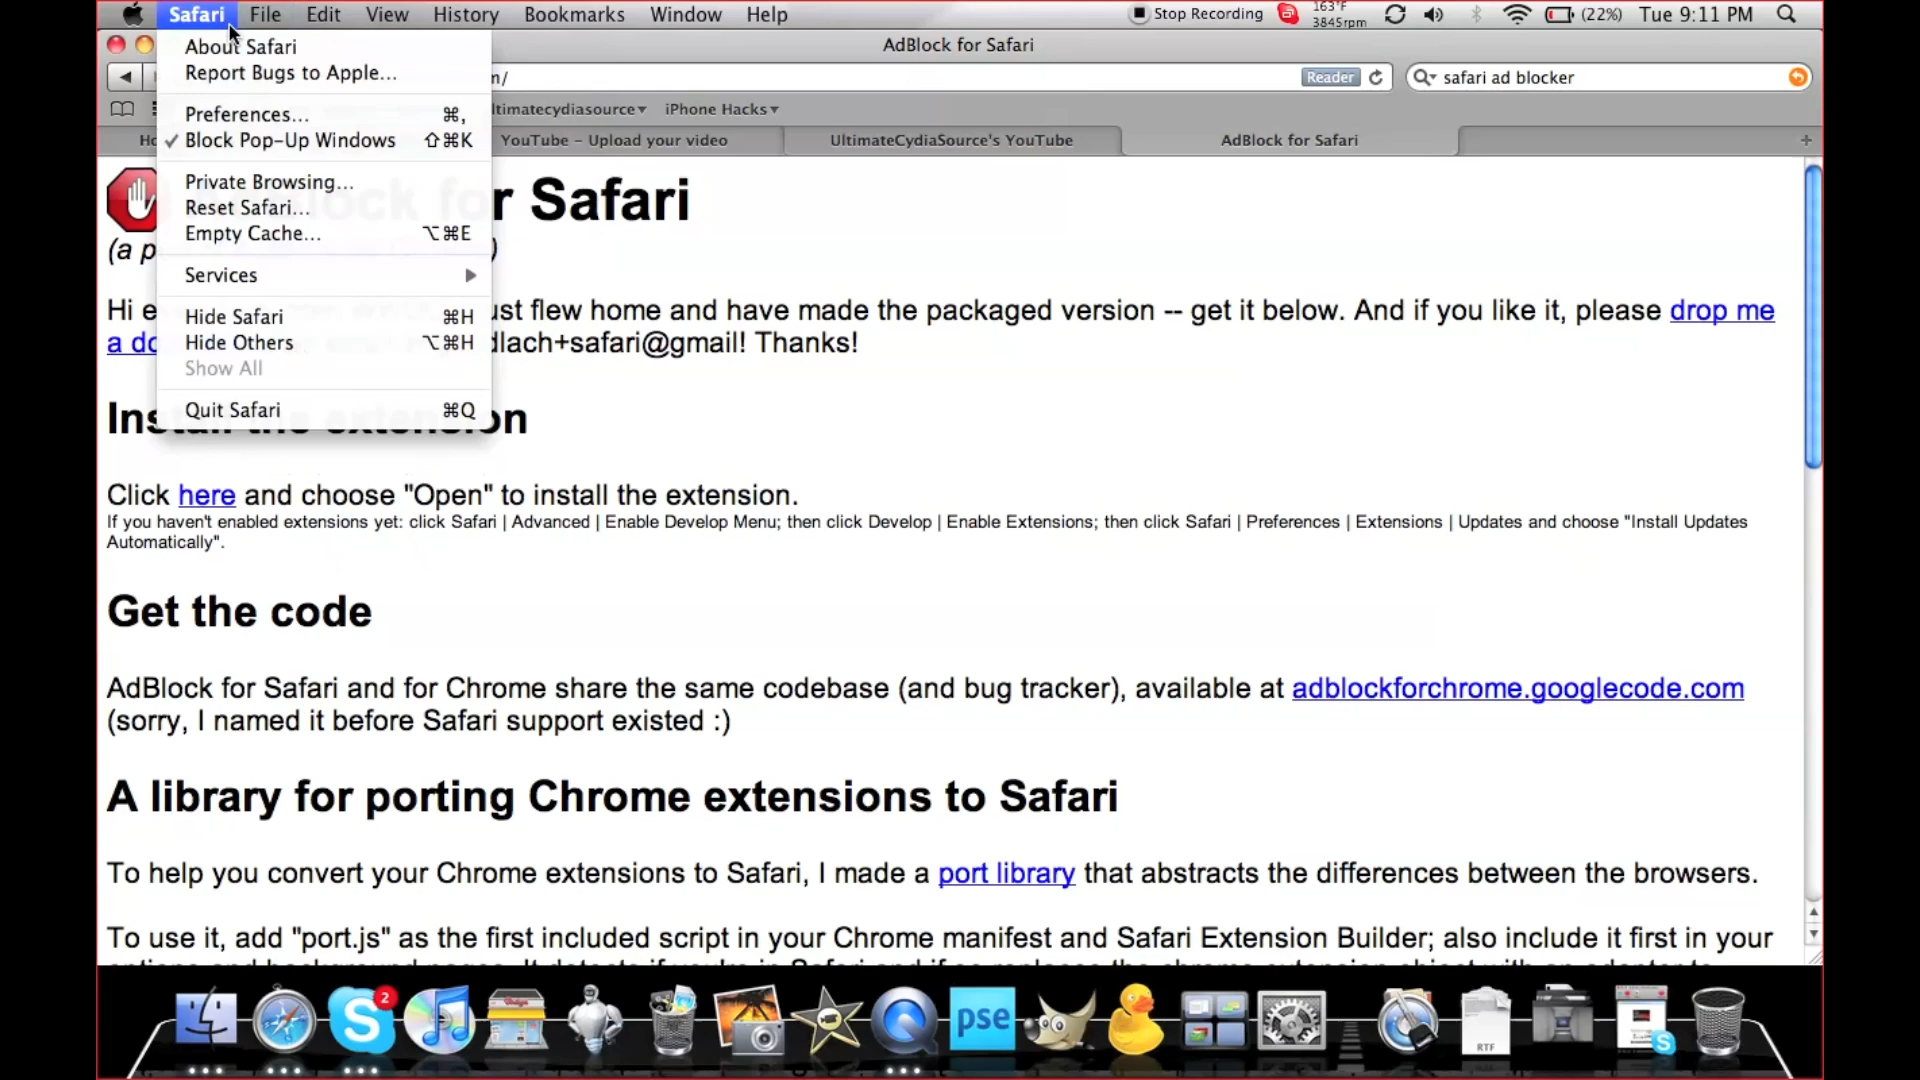 Safari File Edit View History Bookmarks Window Help Stop Recording 163°F 3845rpm (22%) Tue 9:11 PM
AdBlock for Safari
m/ Reader safari ad blocker
ltimatecydiasource iPhone Hacks
YouTube – Upload your video UltimateCydiaSource's YouTube AdBlock for Safari +
About Safari
Report Bugs to Apple...
Preferences... ⌘,
✓ Block Pop-Up Windows ⇧⌘K
Private Browsing...
Reset Safari...
Empty Cache... ⌥⌘E
Services
Hide Safari ⌘H
Hide Others ⌥⌘H
Show All
Quit Safari ⌘Q
r Safari
(a p )
Hi e ust flew home and have made the packaged version -- get it below. And if you like it, please drop me
a do dlach+safari@gmail! Thanks!
Install the extension
Click here and choose "Open" to install the extension.
If you haven't enabled extensions yet: click Safari | Advanced | Enable Develop Menu; then click Develop | Enable Extensions; then click Safari | Preferences | Extensions | Updates and choose "Install Updates
Automatically".
Get the code
AdBlock for Safari and for Chrome share the same codebase (and bug tracker), available at adblockforchrome.googlecode.com
(sorry, I named it before Safari support existed :)
A library for porting Chrome extensions to Safari
To help you convert your Chrome extensions to Safari, I made a port library that abstracts the differences between the browsers.
To use it, add "port.js" as the first included script in your Chrome manifest and Safari Extension Builder; also include it first in your
2
pse
RTF